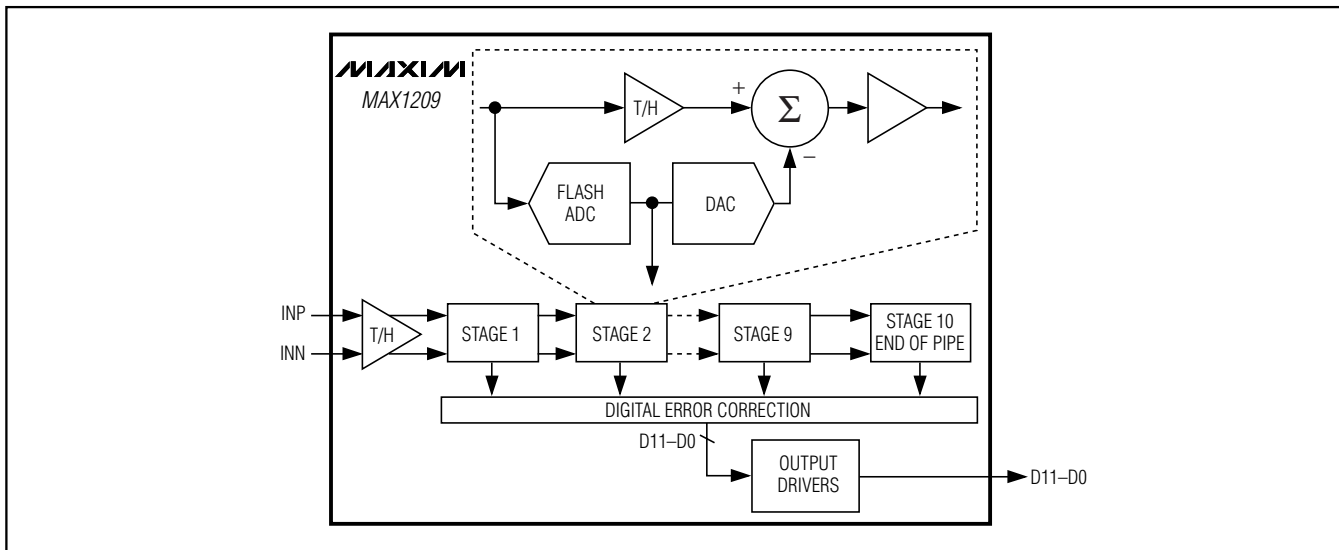 MAXIM
MAX1209
T/H
+
Σ
−
FLASH
ADC
DAC
INP
INN
T/H
STAGE 1
STAGE 2
STAGE 9
STAGE 10
END OF PIPE
DIGITAL ERROR CORRECTION
D11–D0
OUTPUT
DRIVERS
D11–D0